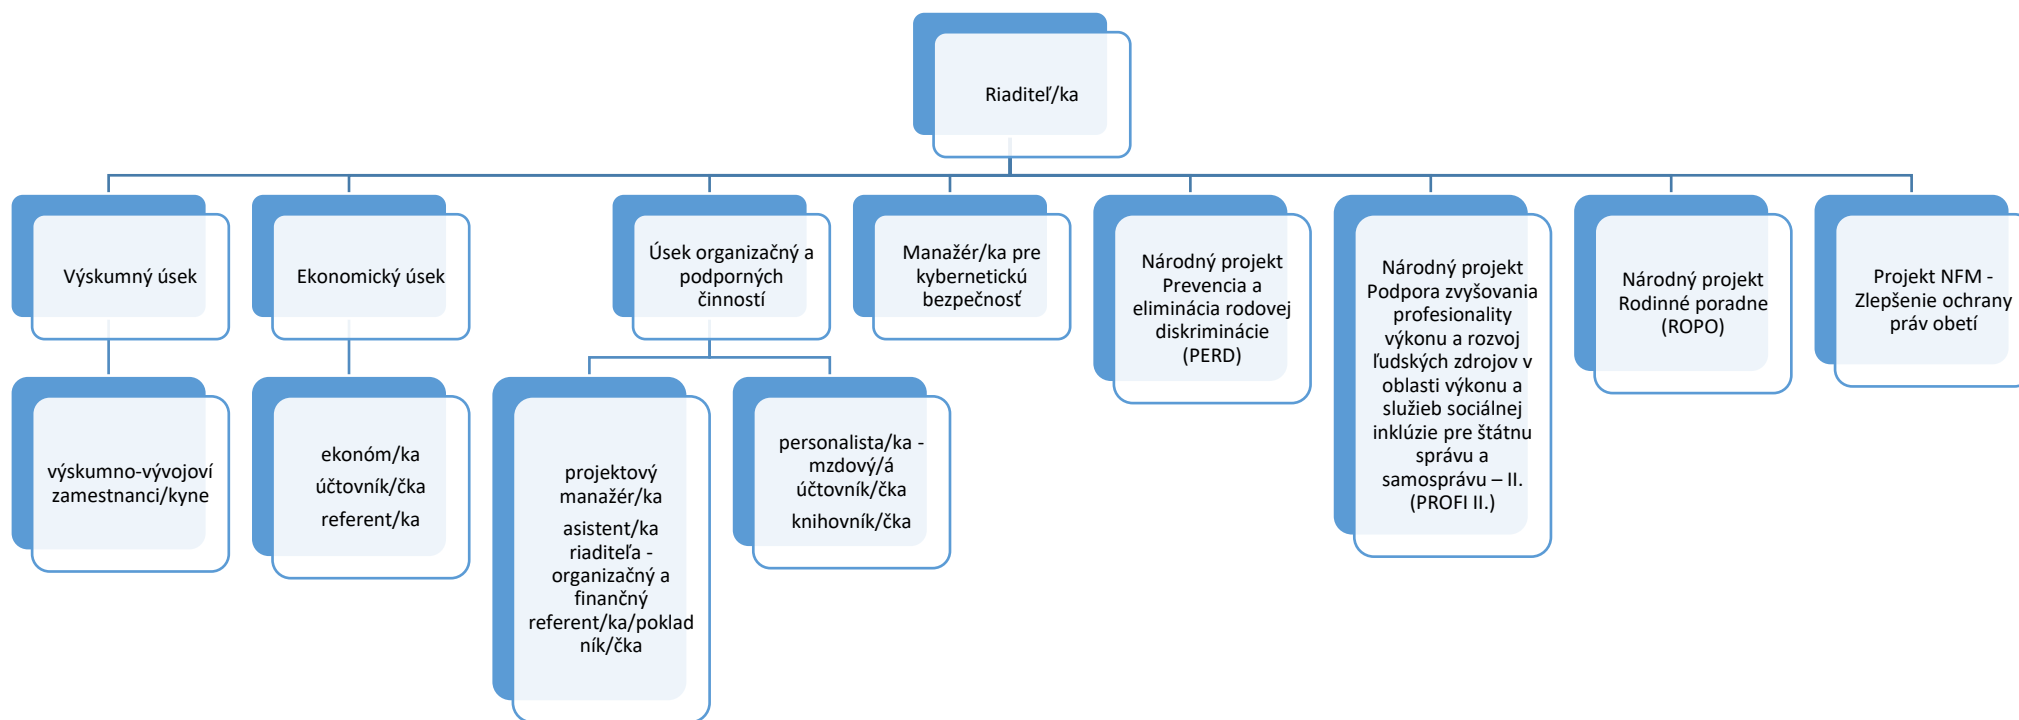 Riaditeľ/ka
Výskumný úsek
Ekonomický úsek
Úsek organizačný a
podporných
činností
Manažér/ka pre
kybernetickú
bezpečnosť
Národný projekt
Prevencia a
eliminácia rodovej
diskriminácie
(PERD)
Národný projekt
Podpora zvyšovania
profesionality
výkonu a rozvoj
ľudských zdrojov v
oblasti výkonu a
služieb sociálnej
inklúzie pre štátnu
správu a
samosprávu – II.
(PROFI II.)
Národný projekt
Rodinné poradne
(ROPO)
Projekt NFM -
Zlepšenie ochrany
práv obetí
výskumno-vývojoví
zamestnanci/kyne
ekonóm/ka
účtovník/čka
referent/ka
projektový
manažér/ka
asistent/ka
riaditeľa -
organizačný a
finančný
referent/ka/poklad
ník/čka
personalista/ka -
mzdový/á
účtovník/čka
knihovník/čka